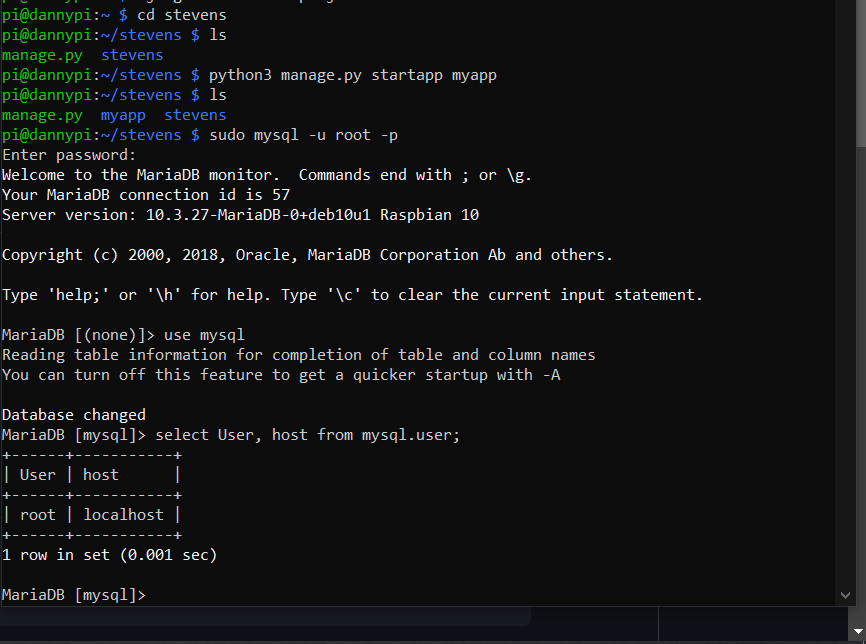 pi@dannypi:~ $ cd stevens
pi@dannypi:~/stevens $ ls
manage.py  stevens
pi@dannypi:~/stevens $ python3 manage.py startapp myapp
pi@dannypi:~/stevens $ ls
manage.py  myapp  stevens
pi@dannypi:~/stevens $ sudo mysql -u root -p
Enter password:
Welcome to the MariaDB monitor.  Commands end with ; or \g.
Your MariaDB connection id is 57
Server version: 10.3.27-MariaDB-0+deb10u1 Raspbian 10

Copyright (c) 2000, 2018, Oracle, MariaDB Corporation Ab and others.

Type 'help;' or '\h' for help. Type '\c' to clear the current input statement.

MariaDB [(none)]> use mysql
Reading table information for completion of table and column names
You can turn off this feature to get a quicker startup with -A

Database changed
MariaDB [mysql]> select User, host from mysql.user;
+------+-----------+
| User | host      |
+------+-----------+
| root | localhost |
+------+-----------+
1 row in set (0.001 sec)

MariaDB [mysql]>